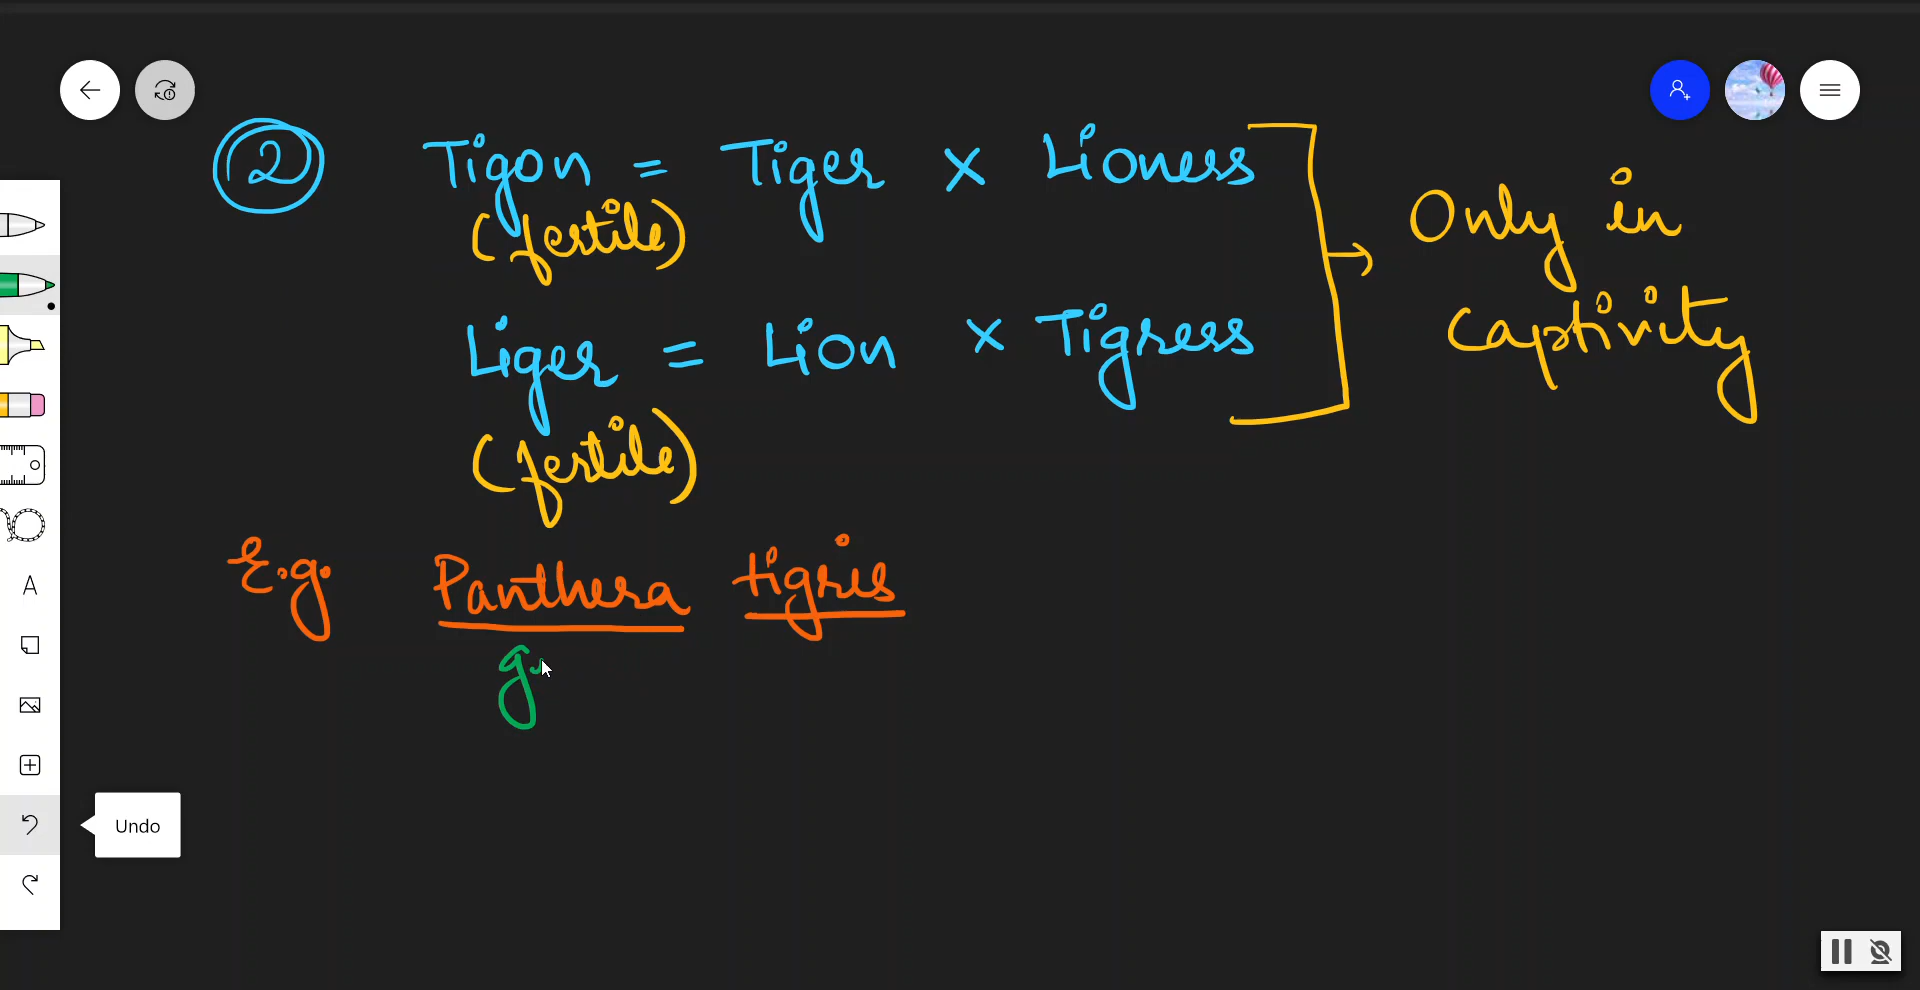 ② Tigon = Tiger × Lioness
(fertile)
Only in
captivity
Liger = Lion × Tigress
(fertile)
E.g. Panthera tigris
g
A
Undo